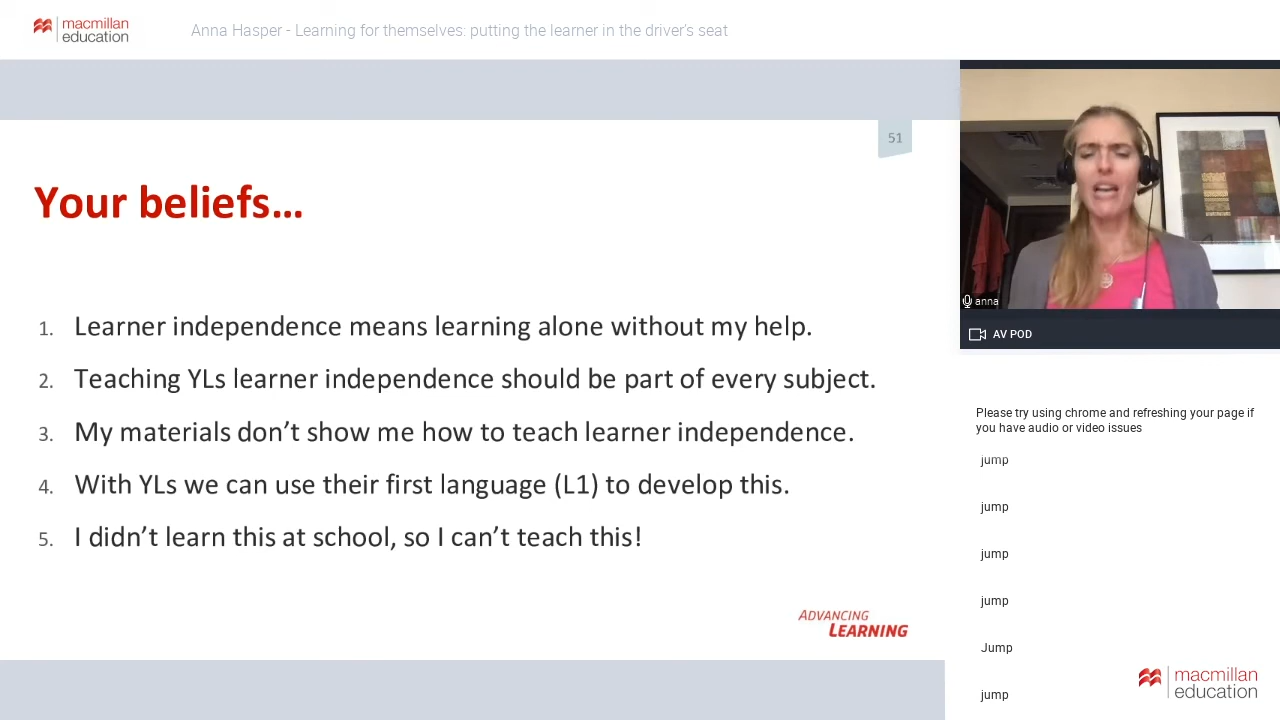 macmillan
education
Anna Hasper - Learning for themselves: putting the learner in the driver's seat
51
Your beliefs…
1. Learner independence means learning alone without my help.
2. Teaching YLs learner independence should be part of every subject.
3. My materials don’t show me how to teach learner independence.
4. With YLs we can use their first language (L1) to develop this.
5. I didn’t learn this at school, so I can’t teach this!
ADVANCING
LEARNING
anna
AV POD
Please try using chrome and refreshing your page if
you have audio or video issues
jump
jump
jump
jump
Jump
jump
macmillan
education